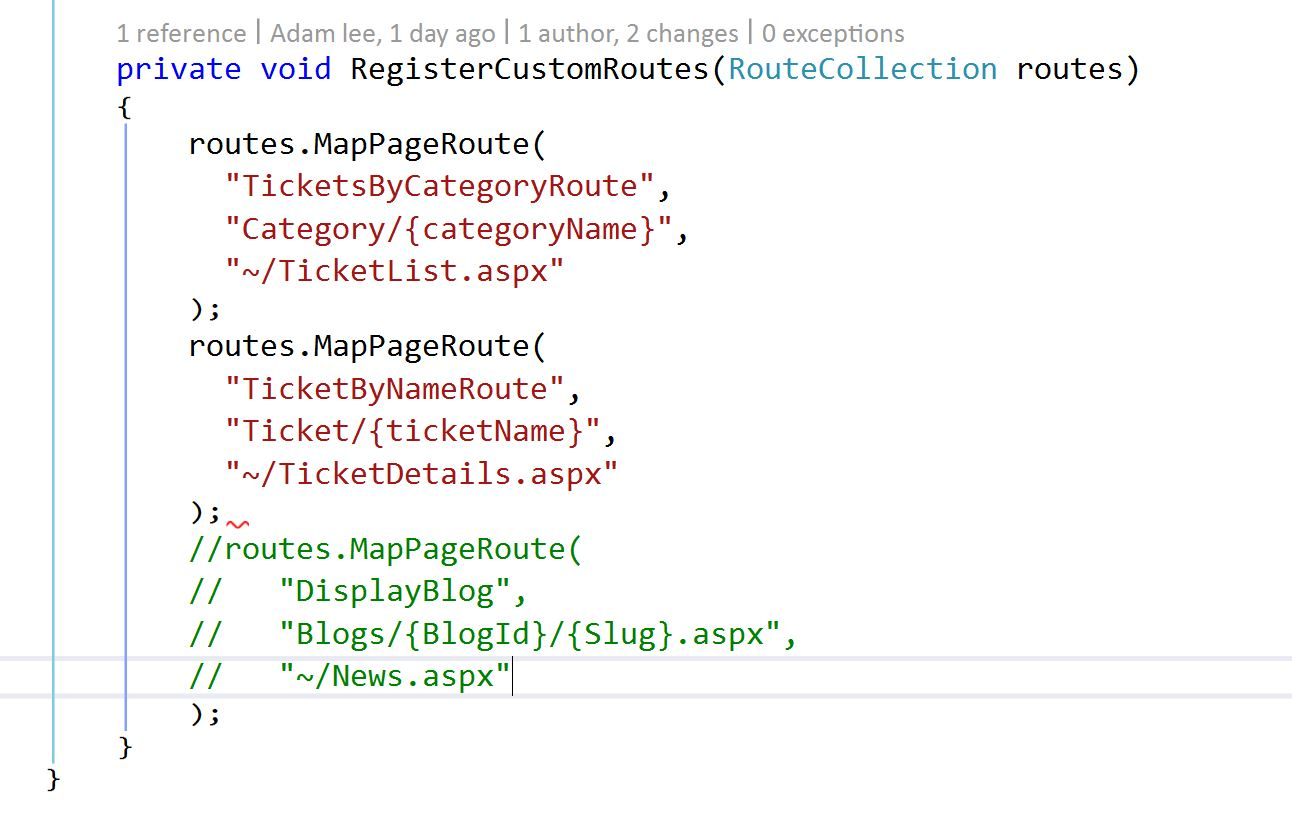 1 reference | Adam lee, 1 day ago | 1 author, 2 changes | 0 exceptions
private void RegisterCustomRoutes(RouteCollection routes)
{
routes.MapPageRoute(
"TicketsByCategoryRoute",
"Category/{categoryName}",
"~/TicketList.aspx"
);
routes.MapPageRoute(
"TicketByNameRoute",
"Ticket/{ticketName}",
"~/TicketDetails.aspx"
);
//routes.MapPageRoute(
//   "DisplayBlog",
//   "Blogs/{BlogId}/{Slug}.aspx",
//   "~/News.aspx"
);
}
}